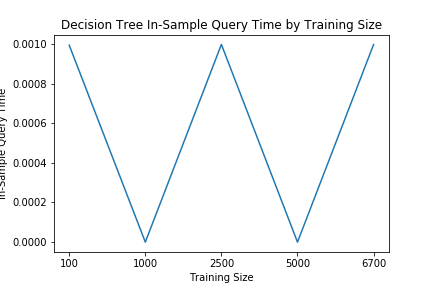 Decision Tree In-Sample Query Time by Training Size
0.0010
0.0008
0.0006
0.0004
0.0002
0.0000
In-Sample Query Time
100 1000 2500 5000 6700
Training Size